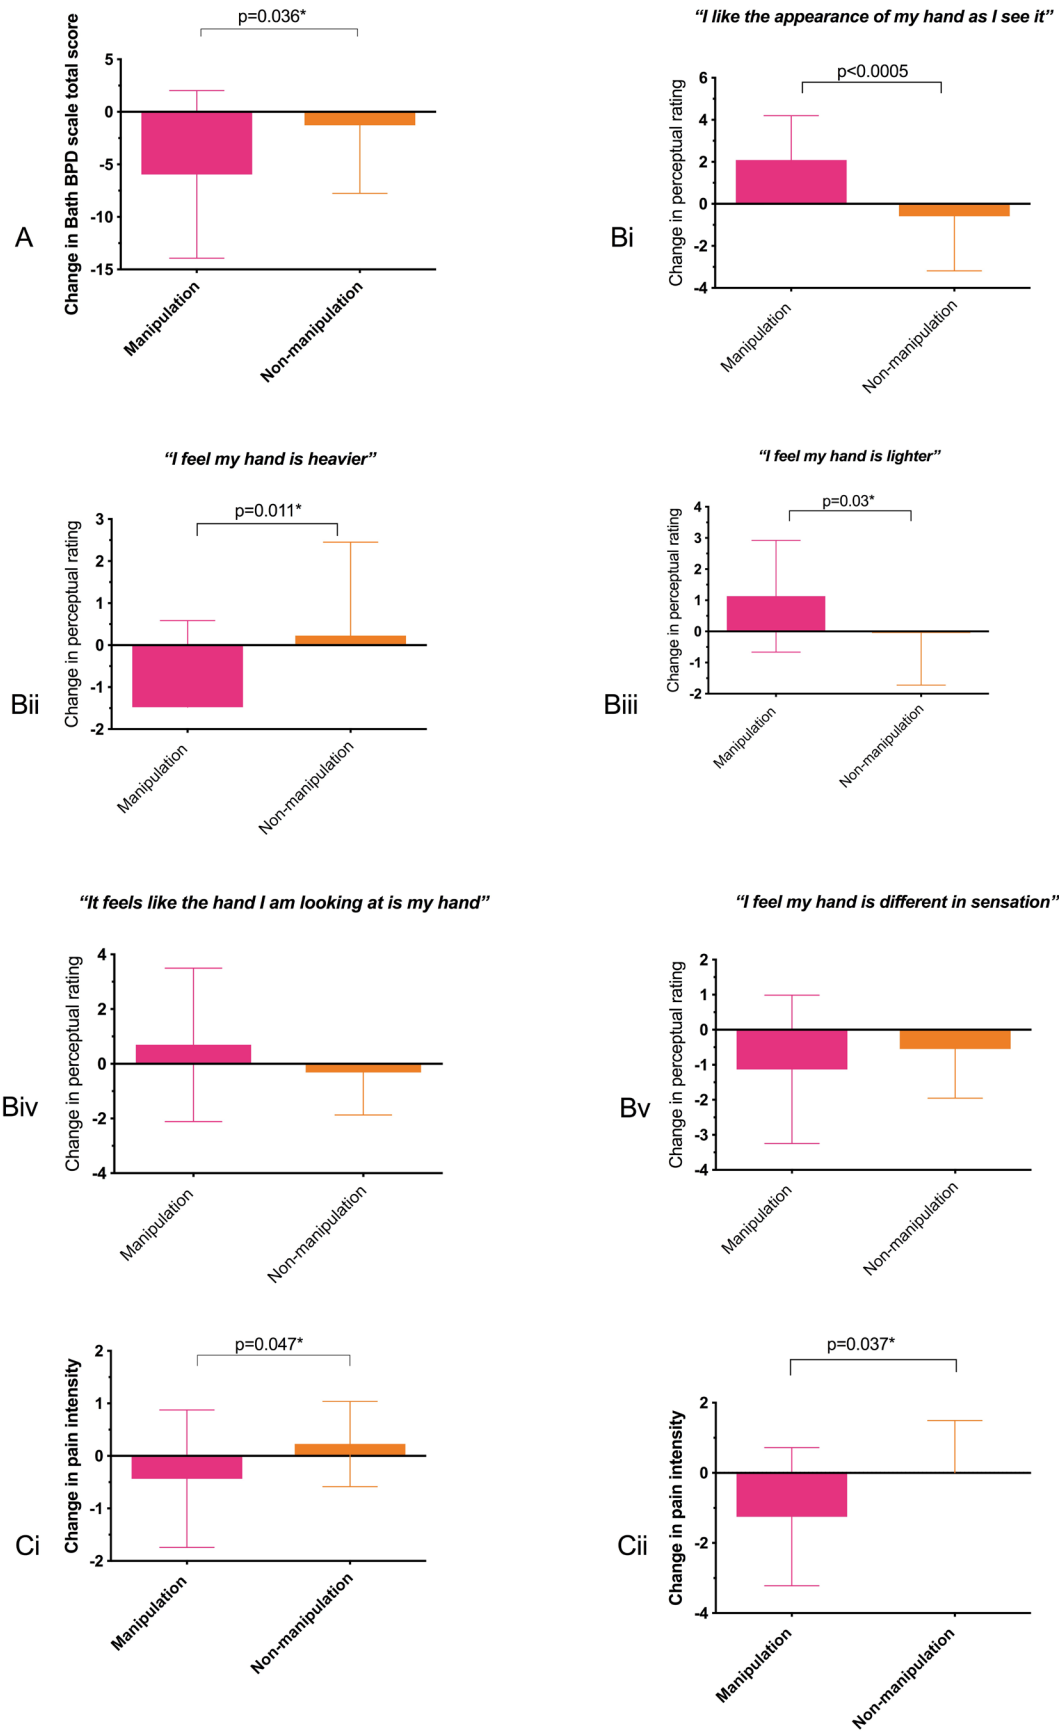 p=0.036*
Change in Bath BPD scale total score
5
0
-5
-10
-15
A
Manipulation
Non-manipulation
“I like the appearance of my hand as I see it”
p<0.0005
Change in perceptual rating
6
4
2
0
-2
-4
Bi
Manipulation
Non-manipulation
“I feel my hand is heavier”
p=0.011*
Change in perceptual rating
3
2
1
0
-1
-2
Bii
Manipulation
Non-manipulation
“I feel my hand is lighter”
p=0.03*
Change in perceptual rating
4
3
2
1
0
-1
-2
Biii
Manipulation
Non-manipulation
“It feels like the hand I am looking at is my hand”
Change in perceptual rating
4
2
0
-2
-4
Biv
Manipulation
Non-manipulation
“I feel my hand is different in sensation”
Change in perceptual rating
2
1
0
-1
-2
-3
-4
Bv
Manipulation
Non-manipulation
p=0.047*
Change in pain intensity
2
1
0
-1
-2
Ci
Manipulation
Non-manipulation
p=0.037*
Change in pain intensity
2
0
-2
-4
Cii
Manipulation
Non-manipulation